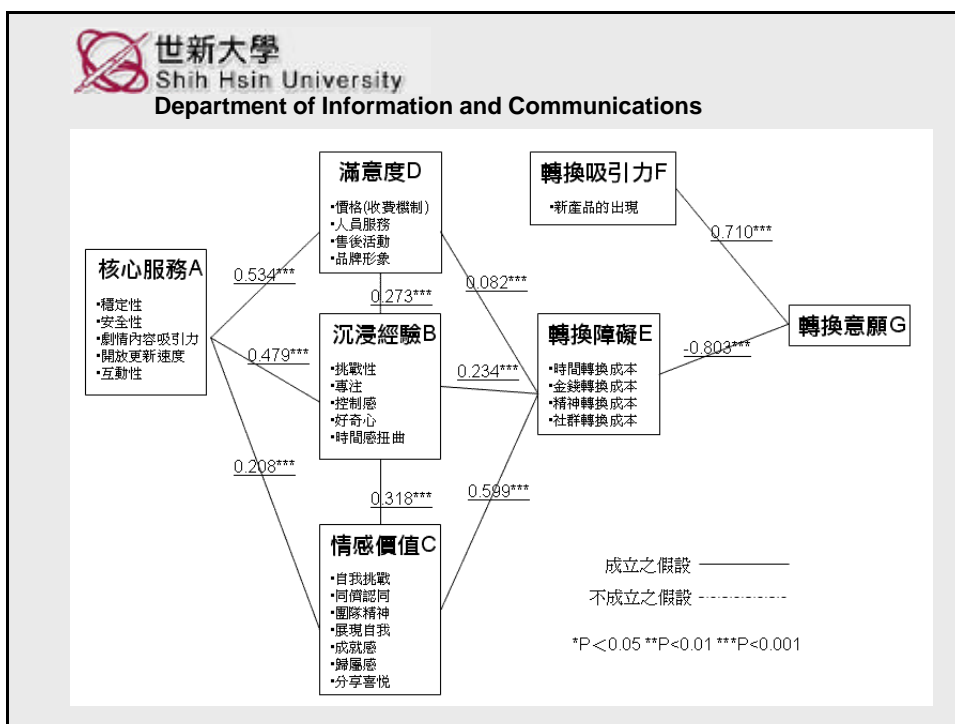 世新大學
Shih Hsin University
Department of Information and Communications
滿意度D
▪價格(收費機制)
▪人員服務
▪售後活動
▪品牌形象
轉換吸引力F
▪新產品的出現
核心服務A
▪穩定性
▪安全性
▪劇情內容吸引力
▪開放更新速度
▪互動性
0.534***
0.273***
0.082***
0.710***
沉浸經驗B
▪挑戰性
▪專注
▪控制感
▪好奇心
▪時間感扭曲
0.479***
0.234***
轉換障礙E
▪時間轉換成本
▪金錢轉換成本
▪精神轉換成本
▪社群轉換成本
-0.803***
轉換意願G
0.208***
0.318***
0.599***
情感價值C
▪自我挑戰
▪同儕認同
▪團隊精神
▪展現自我
▪成就感
▪歸屬感
▪分享喜悅
成立之假設
不成立之假設
*P＜0.05 **P<0.01 ***P<0.001